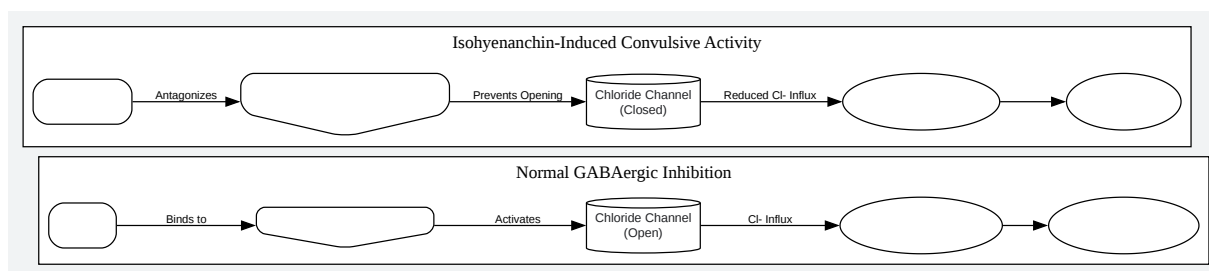 Isohyenanchin-Induced Convulsive Activity
Antagonizes
Prevents Opening
Chloride Channel
(Closed)
Reduced Cl- Influx
Normal GABAergic Inhibition
Binds to
Activates
Chloride Channel
(Open)
Cl- Influx